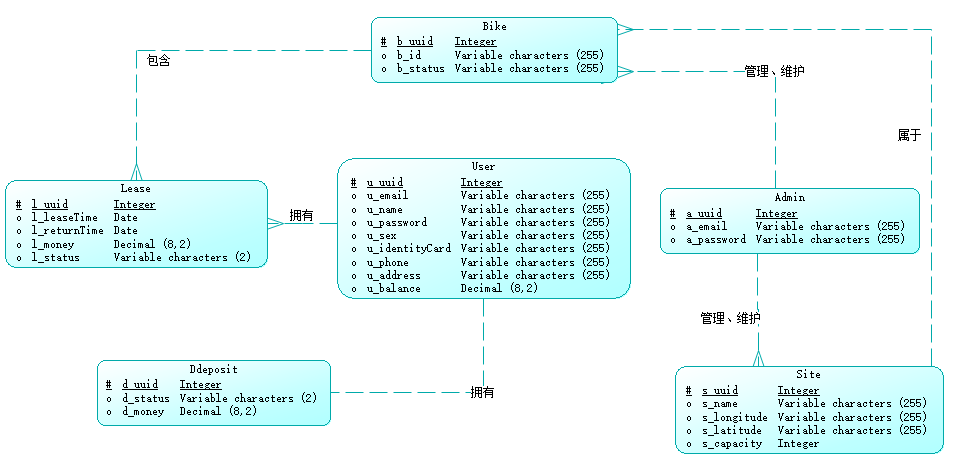 Bike
# b_uuid Integer
o b_id Variable characters (255)
o b_status Variable characters (255)
包含
管理、维护
属于
Lease
# l_uuid Integer
o l_leaseTime Date
o l_returnTime Date
o l_money Decimal (8,2)
o l_status Variable characters (2)
拥有
User
# u_uuid Integer
o u_email Variable characters (255)
o u_name Variable characters (255)
o u_password Variable characters (255)
o u_sex Variable characters (255)
o u_identityCard Variable characters (255)
o u_phone Variable characters (255)
o u_address Variable characters (255)
o u_balance Decimal (8,2)
Admin
# a_uuid Integer
o a_email Variable characters (255)
o a_password Variable characters (255)
管理、维护
Ddeposit
# d_uuid Integer
o d_status Variable characters (2)
o d_money Decimal (8,2)
拥有
Site
# s_uuid Integer
o s_name Variable characters (255)
o s_longitude Variable characters (255)
o s_latitude Variable characters (255)
o s_capacity Integer